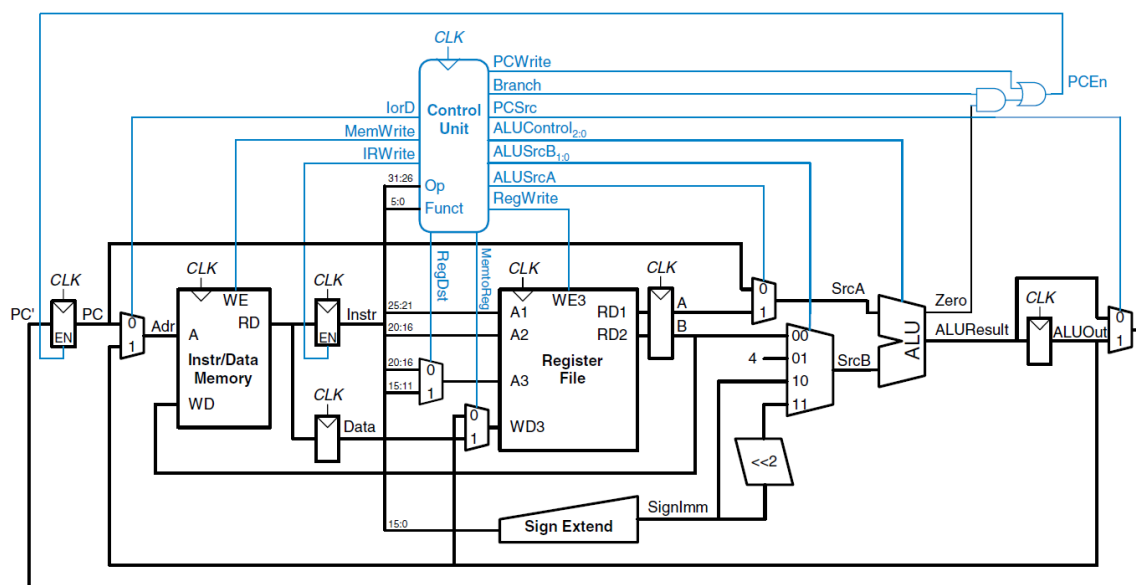 CLK
PCWrite
Branch
PCEn
IorD
Control
Unit
PCSrc
MemWrite
ALUControl2:0
IRWrite
ALUSrcB1:0
31:26
Op
ALUSrcA
5:0
Funct
RegWrite
RegDst
MemtoReg
CLK
CLK
CLK
CLK
CLK
PC'
EN
PC
0
1
Adr
WE
A
RD
Instr/Data
Memory
WD
EN
Instr
CLK
Data
25:21
20:16
20:16
15:11
0
1
0
1
WE3
A1
RD1
A2
RD2
A3
Register
File
WD3
A
B
0
1
SrcA
00
4
01
10
11
SrcB
ALU
Zero
ALUResult
CLK
ALUOut
0
1
<<2
15:0
Sign Extend
SignImm